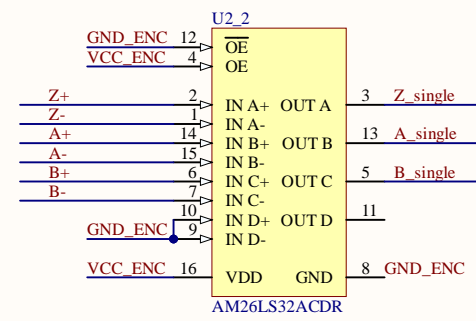 U2_2
GND_ENC 12 OE
VCC_ENC 4 OE
Z+ 2 IN A+ OUT A 3 Z_single
Z- 1 IN A-
A+ 14 IN B+ OUT B 13 A_single
A- 15 IN B-
B+ 6 IN C+ OUT C 5 B_single
B- 7 IN C-
10 IN D+ OUT D 11
GND_ENC 9 IN D-
VCC_ENC 16 VDD GND 8 GND_ENC
AM26LS32ACDR